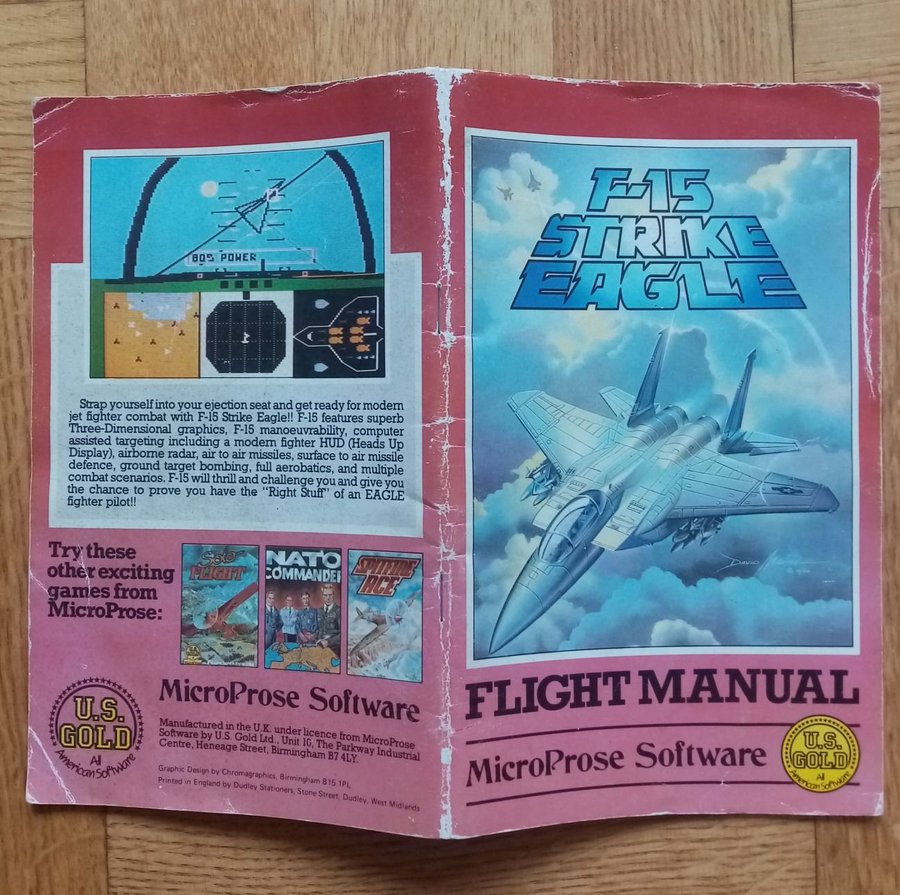 80S POWER
Strap yourself into your ejection seat and get ready for modern
jet fighter combat with F-15 Strike Eagle!! F-15 features superb
Three-Dimensional graphics, F-15 manoeuvrability, computer
assisted targeting including a modern fighter HUD (Heads Up
Display), airborne radar, air to air missiles, surface to air missile
defence, ground target bombing, full aerobatics, and multiple
combat scenarios. F-15 will thrill and challenge you and give you
the chance to prove you have the "Right Stuff" of an EAGLE
fighter pilot!!
Try these
other exciting
games from
MicroProse:
Solo
FLIGHT
NATO
COMMANDER
SPITFIRE
ACE
MicroProse Software
Manufactured in the U.K. under licence from MicroProse
Software by U.S. Gold Ltd., Unit 1G, The Parkway Industrial
Centre, Heneage Street, Birmingham B7 4LY.
Graphic Design by Chromagraphics, Birmingham B15 1PL
Printed in England by Dudley Stationers, Stone Street, Dudley, West Midlands
U.S.
GOLD
All
American Software
F-15
STRIKE
EAGLE
David
FLIGHT MANUAL
MicroProse Software
U.S.
GOLD
All
American Software